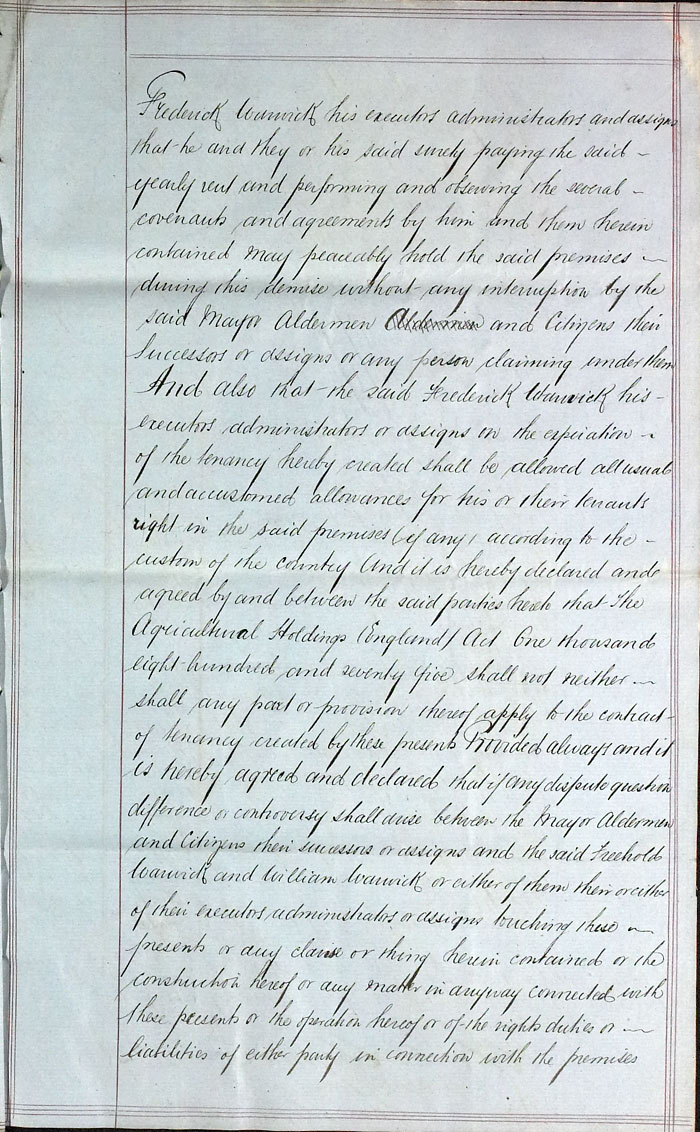 Frederick Warwick his executors administrators and assigns
that he and they or his said surety paying the said
yearly rent and performing and observing the several
covenants and agreements by him and them herein
contained may peaceably hold the said premises
during this demise without any interruption by the
said Mayor Aldermen Aldermen and Citizens their
Successors or assigns or any person claiming under them
And also that the said Frederick Warwick his
executors administrators or assigns on the expiration
of the tenancy hereby created shall be allowed all usual
and accustomed allowances for his or their tenants
right in the said premises (if any) according to the
custom of the country And it is hereby declared and
agreed by and between the said parties hereto that The
Agricultural Holdings (England) Act One thousand
eight hundred and seventy five shall not neither
shall any part or provision thereof apply to the contract
of tenancy created by these presents Provided always and it
is hereby agreed and declared that if any dispute question
difference or controversy shall arise between the Mayor Aldermen
and Citizens their successors or assigns and the said Freehold
Warwick and William Warwick or either of them their or either
of their executors administrators or assigns touching these
presents or any clause or thing herein contained or the
construction hereof or any matter in anyway connected with
these presents or the operation hereof or of the rights duties or
liabilities of either party in connection with the premises